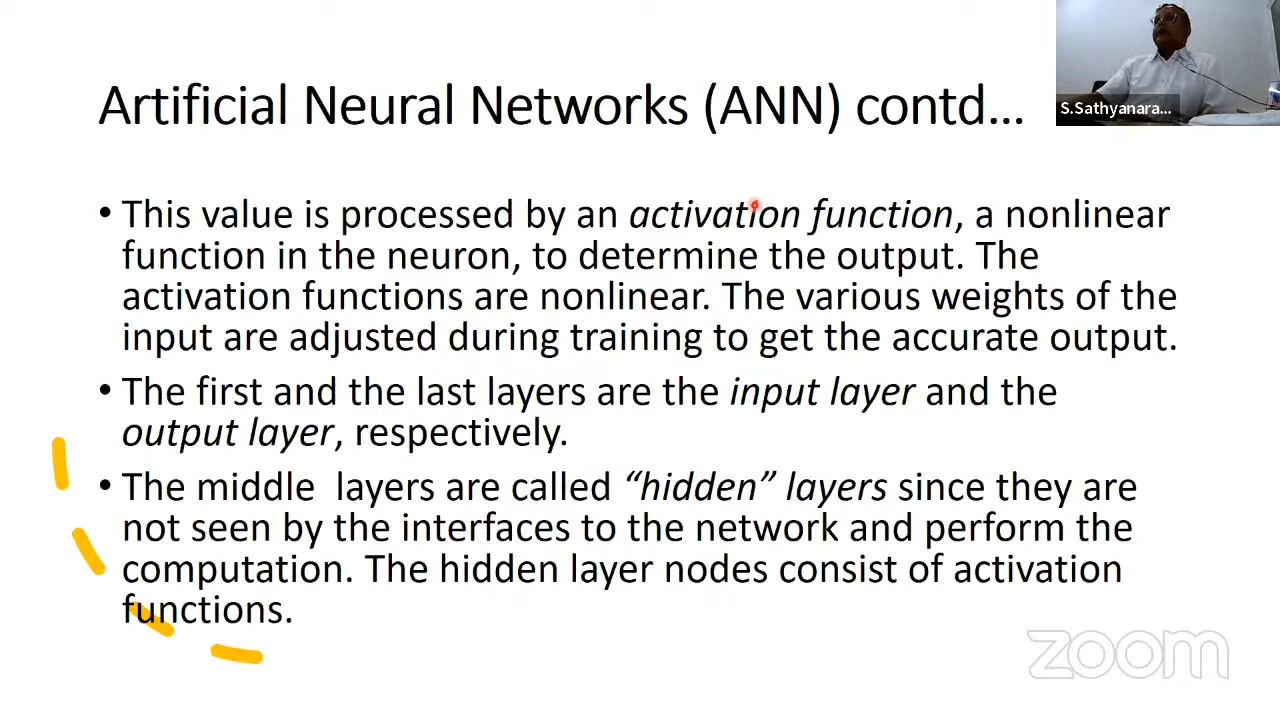 Artificial Neural Networks (ANN) contd...
S.Sathyanara...
• This value is processed by an activation function, a nonlinear
function in the neuron, to determine the output. The
activation functions are nonlinear. The various weights of the
input are adjusted during training to get the accurate output.
• The first and the last layers are the input layer and the
output layer, respectively.
• The middle  layers are called “hidden” layers since they are
not seen by the interfaces to the network and perform the
computation. The hidden layer nodes consist of activation
functions.
zoom